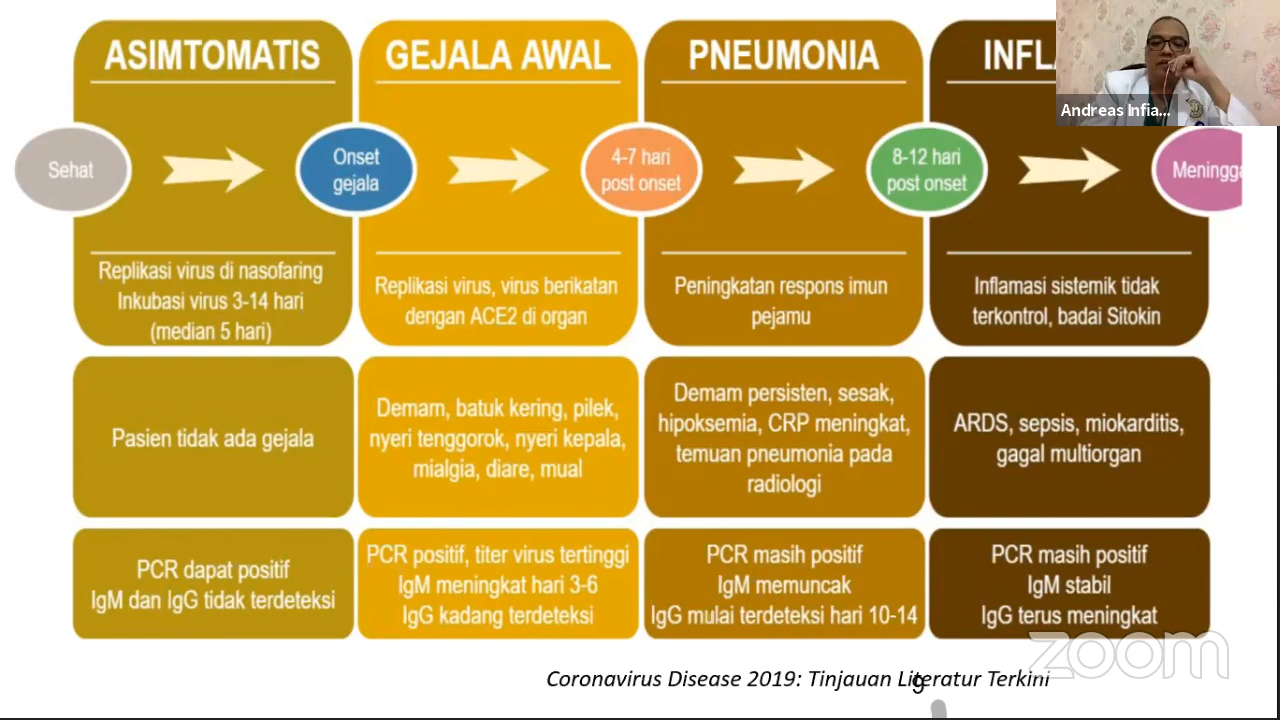 ASIMTOMATIS
GEJALA AWAL
PNEUMONIA
INFL
Andreas Infia...
Sehat
Onset
gejala
4-7 hari
post onset
8-12 hari
post onset
Meningga
Replikasi virus di nasofaring
Inkubasi virus 3-14 hari
(median 5 hari)
Replikasi virus, virus berikatan
dengan ACE2 di organ
Peningkatan respons imun
pejamu
Inflamasi sistemik tidak
terkontrol, badai Sitokin
Pasien tidak ada gejala
Demam, batuk kering, pilek,
nyeri tenggorok, nyeri kepala,
mialgia, diare, mual
Demam persisten, sesak,
hipoksemia, CRP meningkat,
temuan pneumonia pada
radiologi
ARDS, sepsis, miokarditis,
gagal multiorgan
PCR dapat positif
IgM dan IgG tidak terdeteksi
PCR positif, titer virus tertinggi
IgM meningkat hari 3-6
IgG kadang terdeteksi
PCR masih positif
IgM memuncak
IgG mulai terdeteksi hari 10-14
PCR masih positif
IgM stabil
IgG terus meningkat
zoom
Coronavirus Disease 2019: Tinjauan Literatur Terkini
9